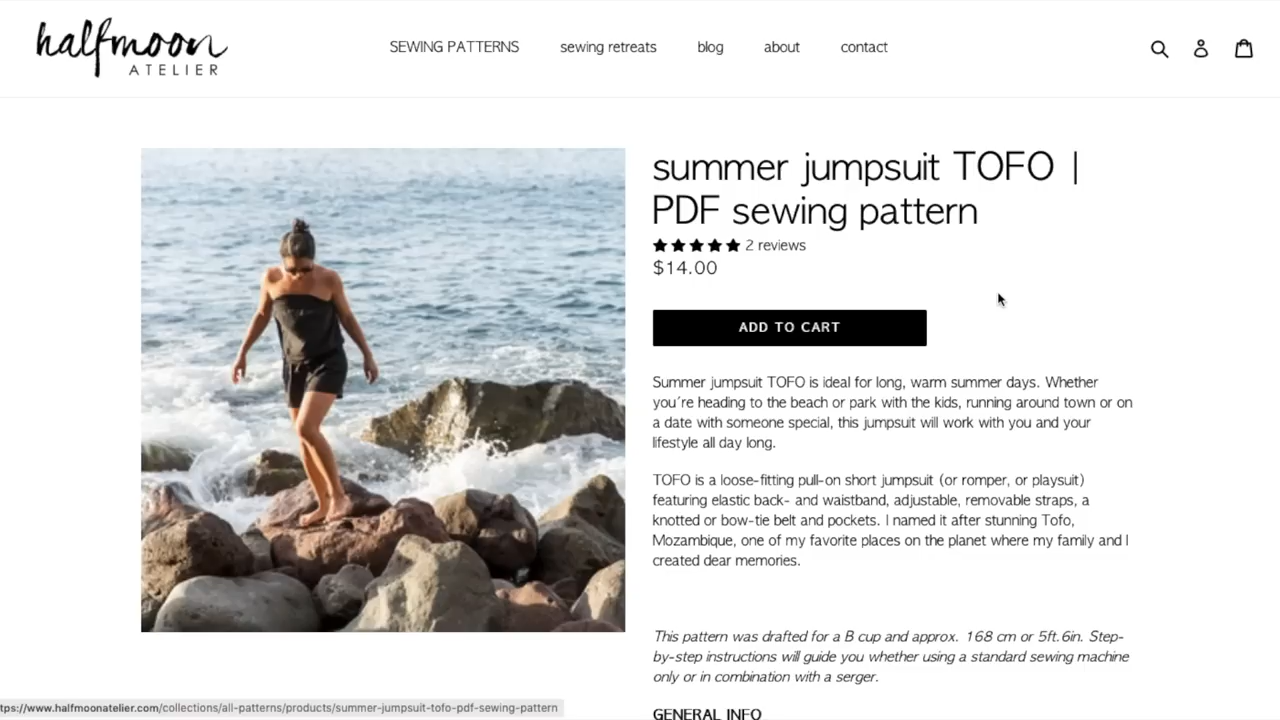 halfmoon
ATELIER
SEWING PATTERNS
sewing retreats
blog
about
contact
summer jumpsuit TOFO |
PDF sewing pattern
2 reviews
$14.00
ADD TO CART
Summer jumpsuit TOFO is ideal for long, warm summer days. Whether
you´re heading to the beach or park with the kids, running around town or on
a date with someone special, this jumpsuit will work with you and your
lifestyle all day long.
TOFO is a loose-fitting pull-on short jumpsuit (or romper, or playsuit)
featuring elastic back- and waistband, adjustable, removable straps, a
knotted or bow-tie belt and pockets. I named it after stunning Tofo,
Mozambique, one of my favorite places on the planet where my family and I
created dear memories.
This pattern was drafted for a B cup and approx. 168 cm or 5ft.6in. Step-
by-step instructions will guide you whether using a standard sewing machine
only or in combination with a serger.
GENERAL INFO
tps://www.halfmoonatelier.com/collections/all-patterns/products/summer-jumpsuit-tofo-pdf-sewing-pattern